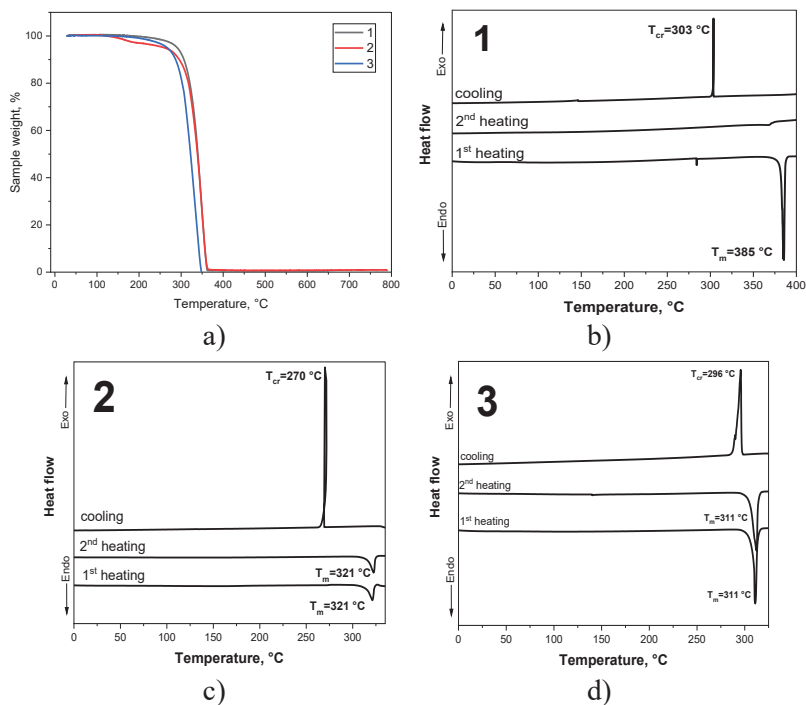 100
80
60
40
20
0
Sample weight, %
1
2
3
0 100 200 300 400 500 600 700 800
Temperature, °C
a)
1
T_cr=303 °C
Exo
cooling
2nd heating
1st heating
Heat flow
Endo
T_m=385 °C
0 50 100 150 200 250 300 350 400
Temperature, °C
b)
2
T_cr=270 °C
Exo
Heat flow
cooling
2nd heating
T_m=321 °C
1st heating
Endo
T_m=321 °C
0 50 100 150 200 250 300
Temperature, °C
c)
3
T_cr=296 °C
Exo
cooling
Heat flow
2nd heating
T_m=311 °C
1st heating
Endo
T_m=311 °C
0 50 100 150 200 250 300
Temperature, °C
d)